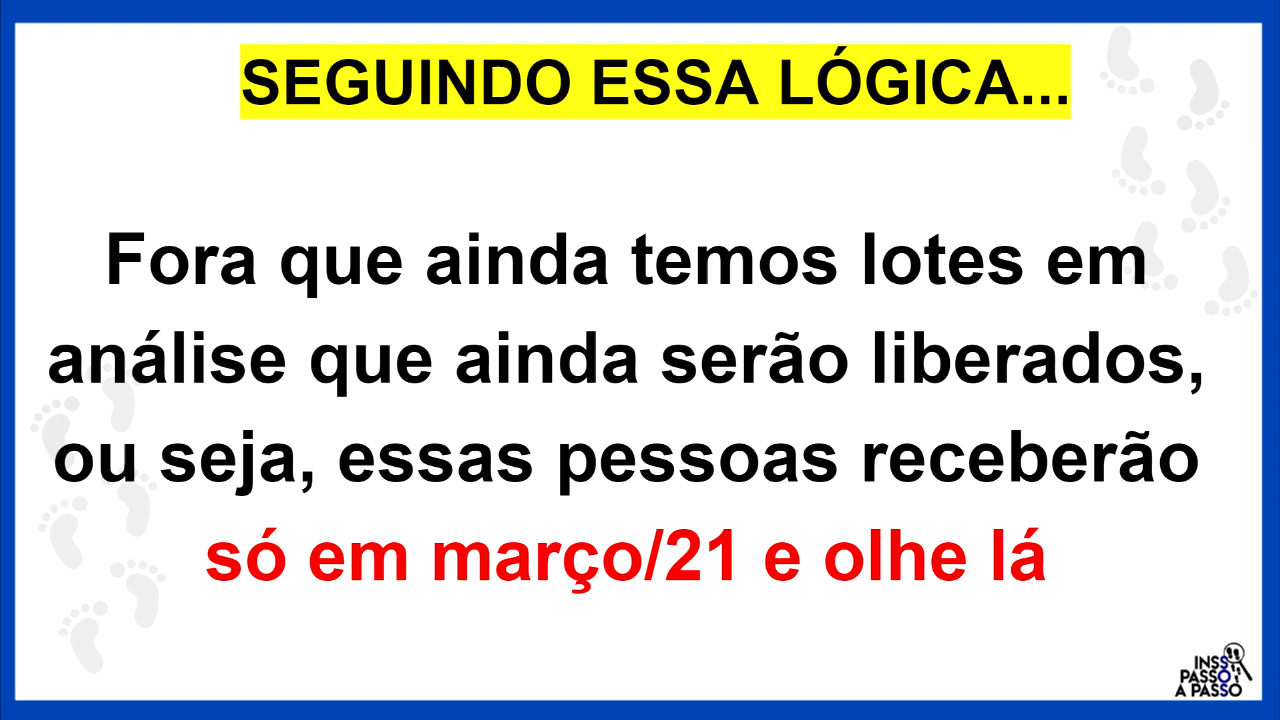 SEGUINDO ESSA LÓGICA...
Fora que ainda temos lotes em
análise que ainda serão liberados,
ou seja, essas pessoas receberão
só em março/21 e olhe lá
INSS
PASSO
A PASSO